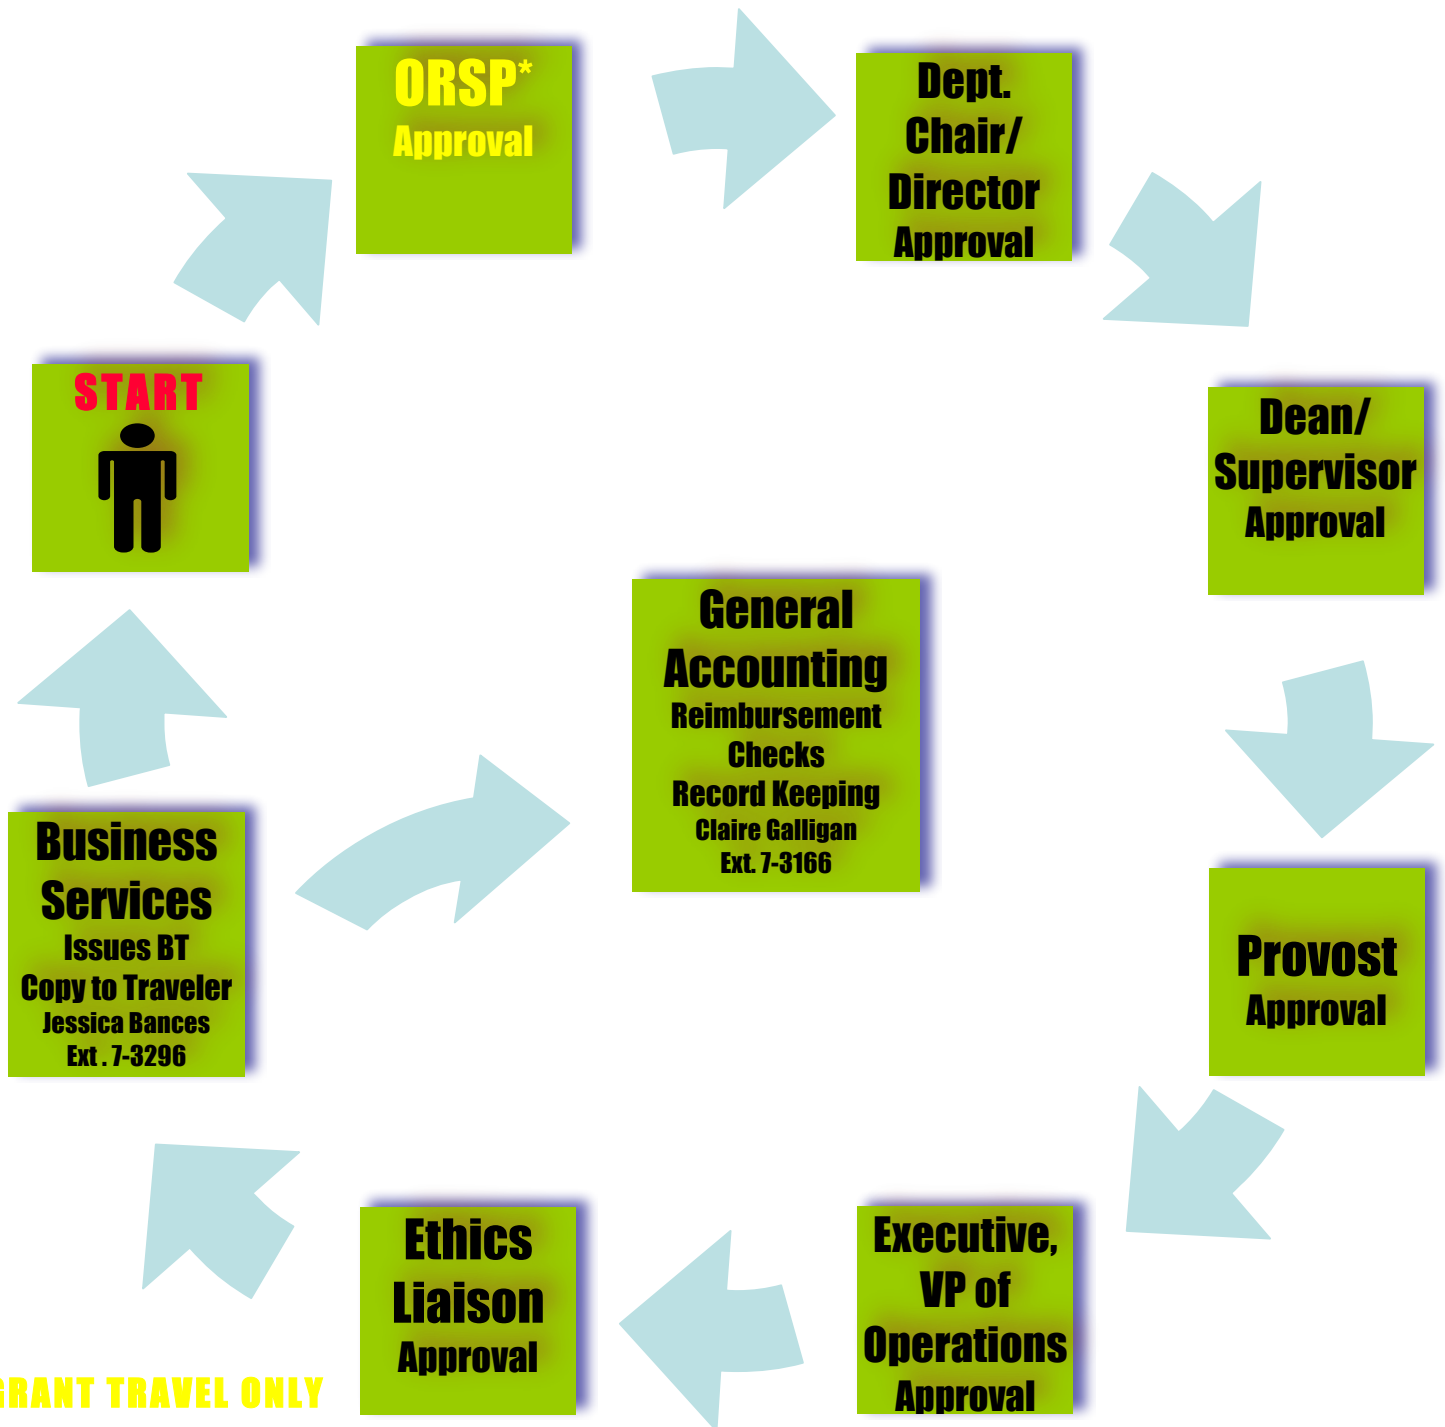 START
ORSP*
Approval
Dept.
Chair/
Director
Approval
Dean/
Supervisor
Approval
Provost
Approval
Executive,
VP of
Operations
Approval
Ethics
Liaison
Approval
Business
Services
Issues BT
Copy to Traveler
Jessica Bances
Ext . 7-3296
General
Accounting
Reimbursement
Checks
Record Keeping
Claire Galligan
Ext. 7-3166
GRANT TRAVEL ONLY